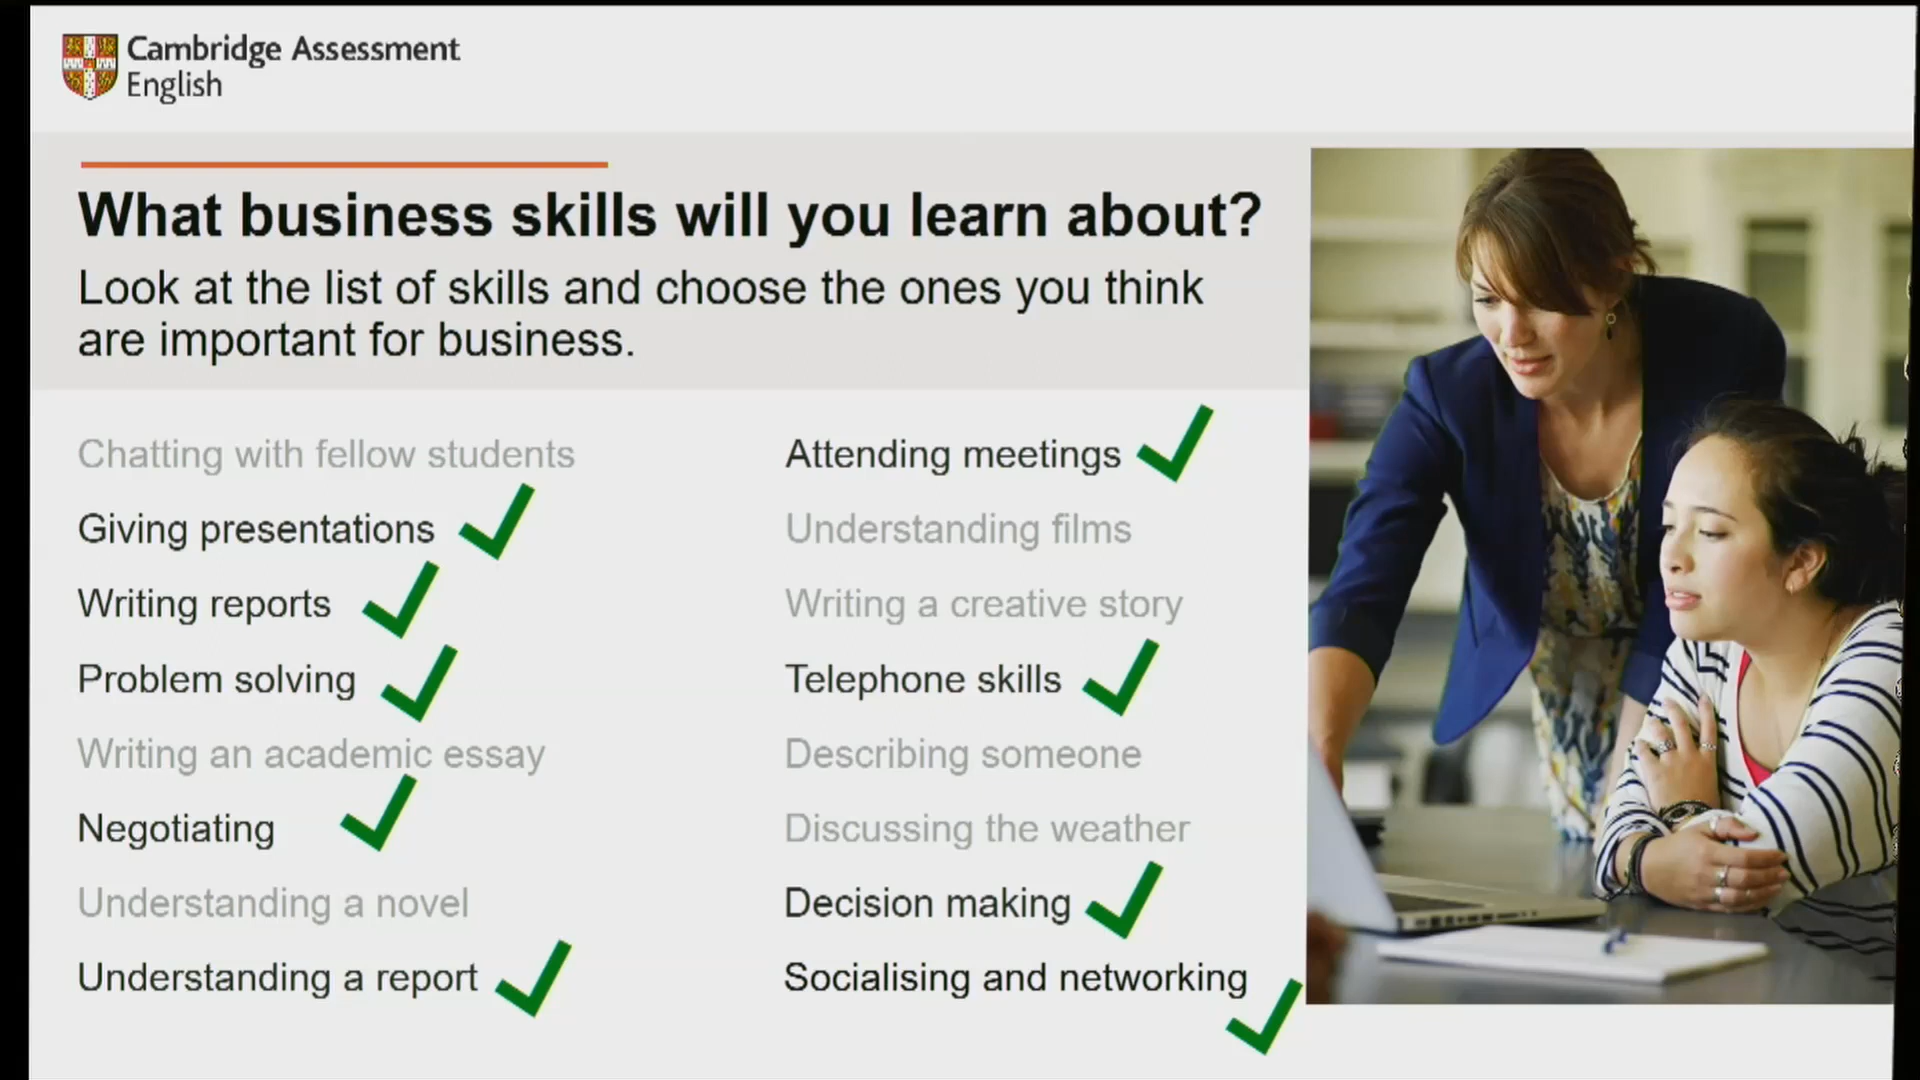 Cambridge Assessment
English
What business skills will you learn about?
Look at the list of skills and choose the ones you think
are important for business.
Chatting with fellow students
Giving presentations
Writing reports
Problem solving
Writing an academic essay
Negotiating
Understanding a novel
Understanding a report
Attending meetings
Understanding films
Writing a creative story
Telephone skills
Describing someone
Discussing the weather
Decision making
Socialising and networking